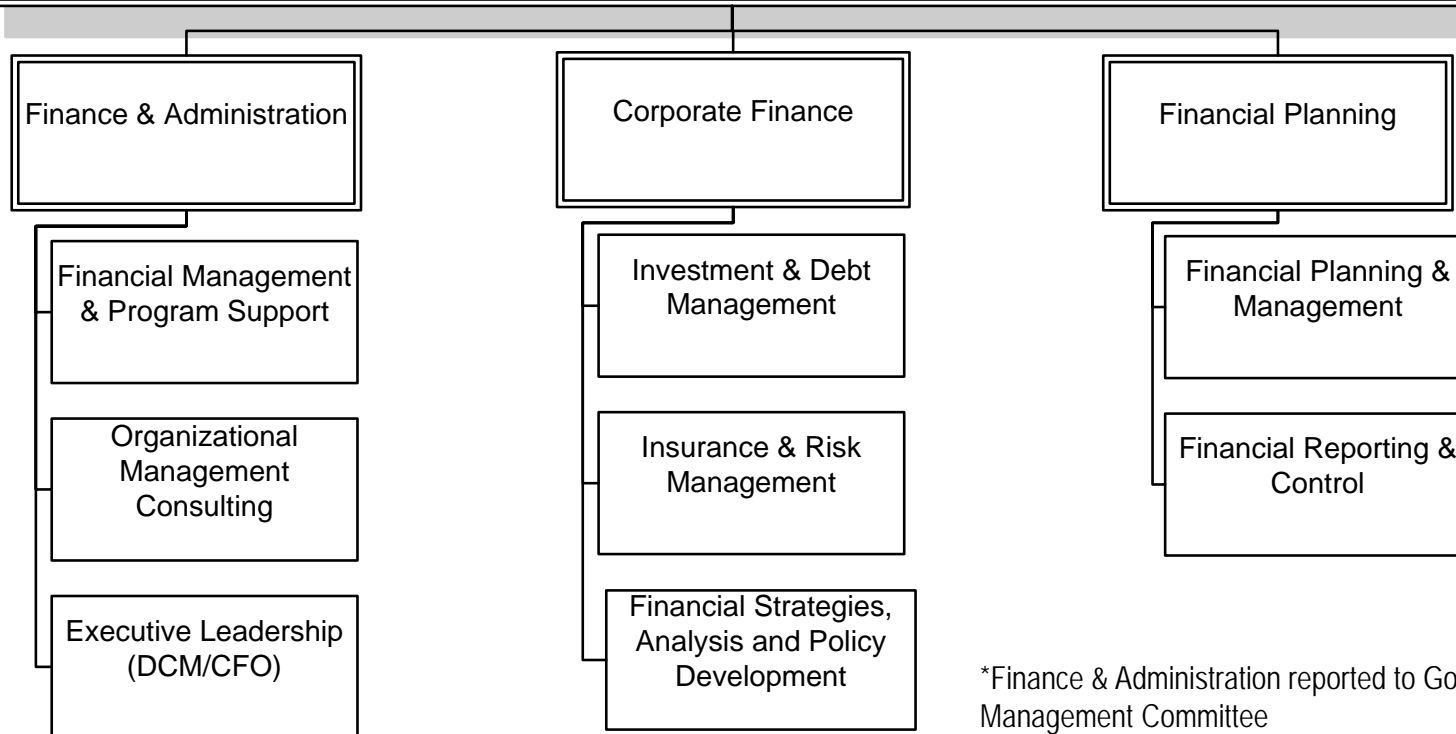 Finance & Administration
Financial Management
& Program Support
Organizational
Management
Consulting
Executive Leadership
(DCM/CFO)
Corporate Finance
Investment & Debt
Management
Insurance & Risk
Management
Financial Strategies,
Analysis and Policy
Development
Financial Planning
Financial Planning &
Management
Financial Reporting &
Control
*Finance & Administration reported to
Management Committee